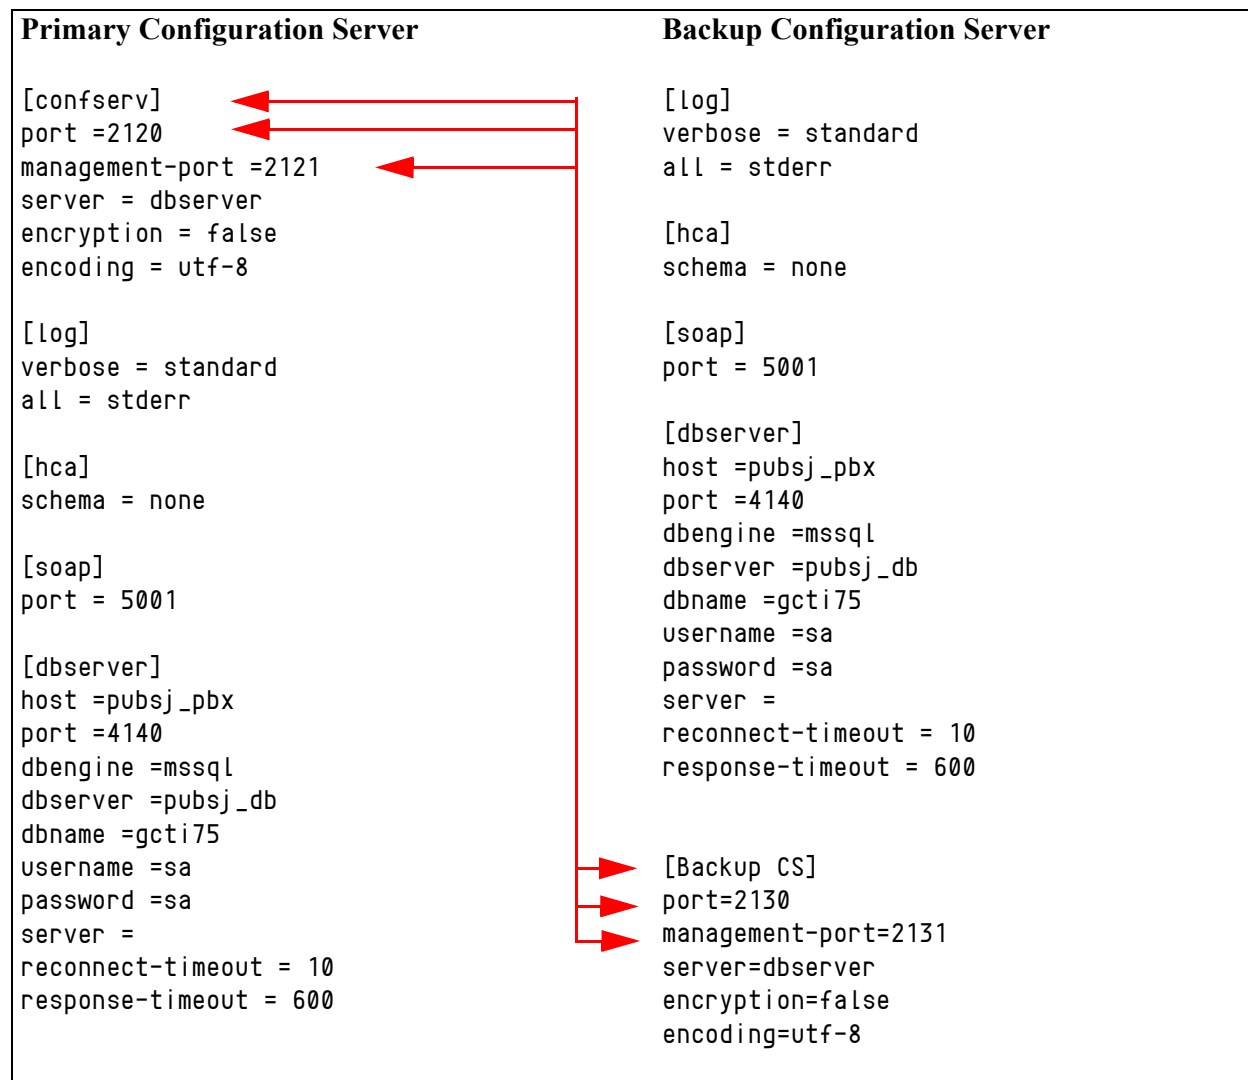 Primary Configuration Server
[confserv]
port =2120
management-port =2121
server = dbserver
encryption = false
encoding = utf-8
[log]
verbose = standard
all = stderr
[hca]
schema = none
[soap]
port = 5001
[dbserver]
host =pubsj_pbx
port =4140
dbengine =mssql
dbserver =pubsj_db
dbname =gcti75
username =sa
password =sa
server =
reconnect-timeout = 10
response-timeout = 600
Backup Configuration Server
[log]
verbose = standard
all = stderr
[hca]
schema = none
[soap]
port = 5001
[dbserver]
host =pubsj_pbx
port =4140
dbengine =mssql
dbserver =pubsj_db
dbname =gcti75
username =sa
password =sa
server =
reconnect-timeout = 10
response-timeout = 600
[Backup CS]
port=2130
management-port=2131
server=dbserver
encryption=false
encoding=utf-8